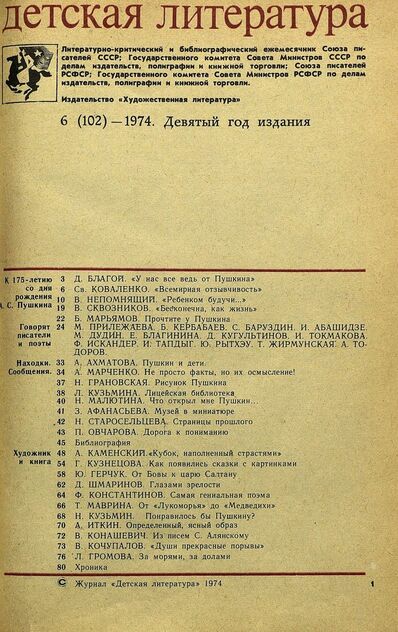 детская литература
Литературно-критический и библиографический ежемесячник Союза пи-
сателей СССР; Государственного комитета Совета Министров СССР по
делам издательств, полиграфии и книжной торговли; Союза писателей
РСФСР; Государственного комитета Совета Министров РСФСР по делам
издательств, полиграфии и книжной торговли.
Издательство «Художественная литература»
6 (102) — 1974. Девятый год издания
К 175-летию
со дня
рождения
А. С. Пушкина
3 Д. БЛАГОЙ. «У нас все ведь от Пушкина»
6 Св. КОВАЛЕНКО. «Всемирная отзывчивость»
10 В. НЕПОМНЯЩИЙ. «Ребенком будучи...»
19 В. СКВОЗНИКОВ. «Бесконечна, как жизнь»
22 Б. МАРЬЯМОВ. Прочтите у Пушкина
Говорят
писатели
и поэты
24 М. ПРИЛЕЖАЕВА. Б. КЕРБАБАЕВ. С. БАРУЗДИН. И. АБАШИДЗЕ.
М. ДУДИН. Е. БЛАГИНИНА. Д. КУГУЛЬТИНОВ. И. ТОКМАКОВА.
Ф. ИСКАНДЕР. И. ТАПДЫГ. Ю. РЫТХЭУ. Т. ЖИРМУНСКАЯ. А. ТО-
ДОРОВ.
Находки.
Сообщения.
33 А. АХМАТОВА. Пушкин и дети
34 А. МАРЧЕНКО. Не просто факты, но их осмысление!
37 Н. ГРАНОВСКАЯ. Рисунок Пушкина
38 Л. КУЗЬМИНА. Лицейская библиотека
40 Н. МАЛЮТИНА. Что открыл мне Пушкин...
41 З. АФАНАСЬЕВА. Музей в миниатюре
42 Н. СТАРОСЕЛЬЦЕВА. Страницы прошлого
43 П. ОВЧАРОВА. Дорога к пониманию
45 Библиография
Художник
и книга
48 А. КАМЕНСКИЙ. «Кубок, наполненный страстями»
54 Г. КУЗНЕЦОВА. Как появились сказки с картинками
58 Ю. ГЕРЧУК. От Бовы к царю Салтану
62 Д. ШМАРИНОВ. Глазами зрелости
64 Ф. КОНСТАНТИНОВ. Самая гениальная поэма
66 Т. МАВРИНА. От «Лукоморья» до «Медведихи»
68 Н. КУЗЬМИН. Понравилось бы Пушкину?
70 А. ИТКИН. Определенный, ясный образ
72 В. КОНАШЕВИЧ. Из писем С. Алянскому
73 В. КОЧУПАЛОВ. «Души прекрасные порывы»
76 Л. ГРОМОВА. За морями, за долами
80 Хроника
© Журнал «Детская литература» 1974
1